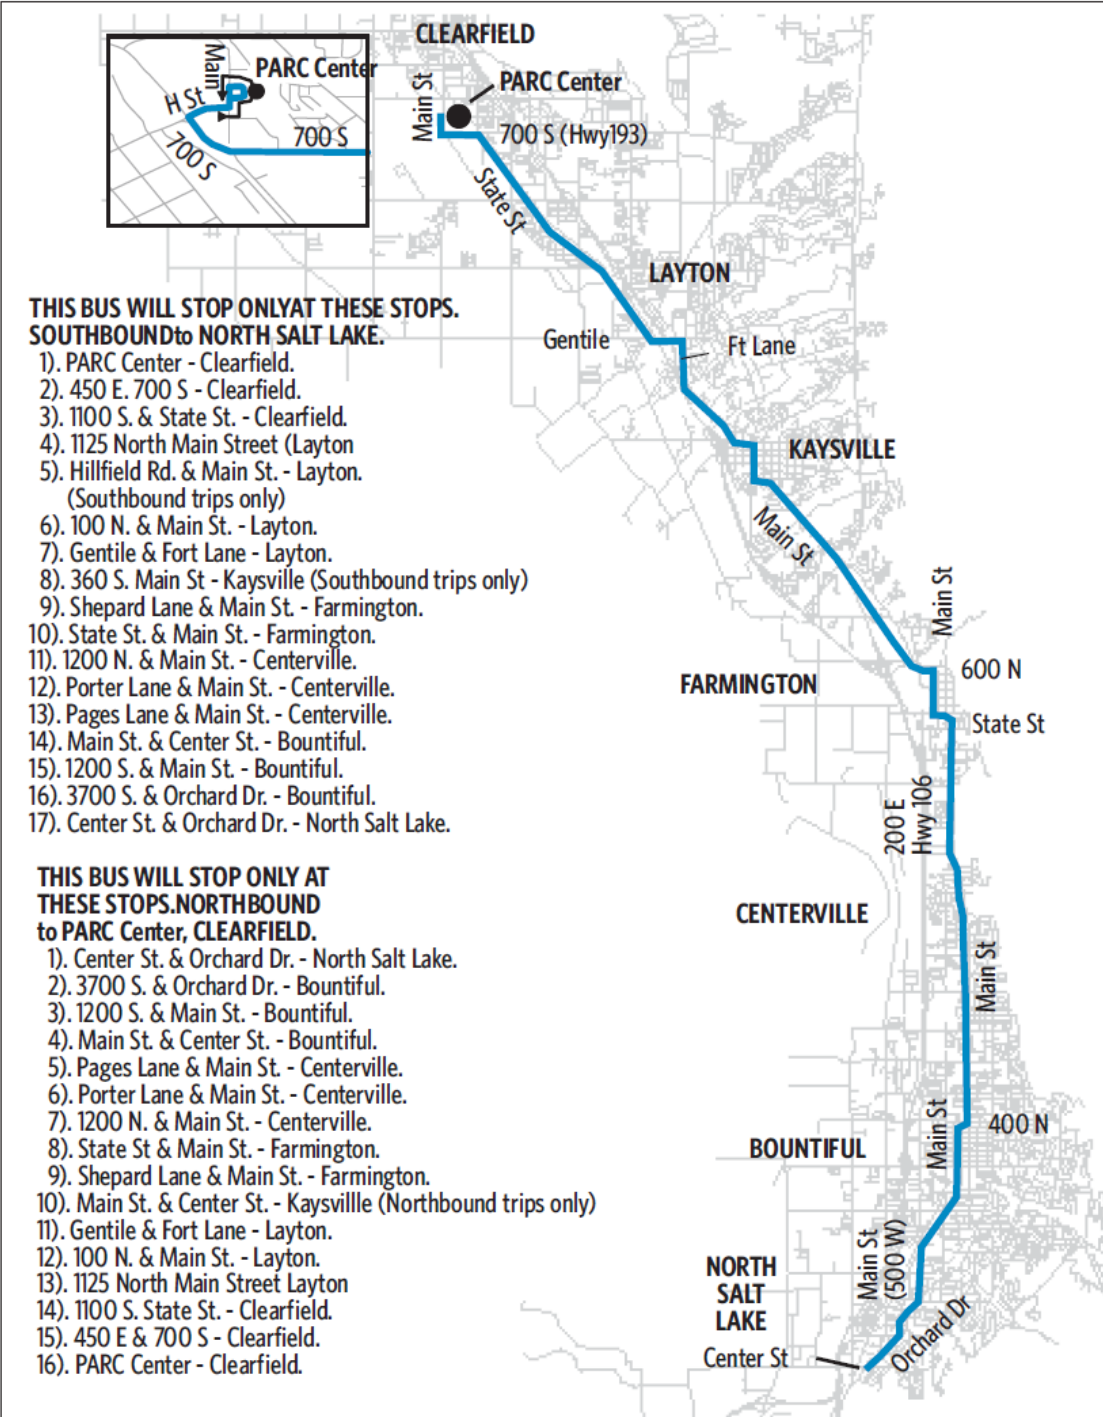 CLEARFIELD
PARC Center
Main St
700 S (Hwy193)
State St
Main
PARC Center
H St
700 S
700 S
LAYTON
Gentile
Ft Lane
KAYSVILLE
Main St
Main St
600 N
FARMINGTON
State St
200 E
Hwy 106
CENTERVILLE
Main St
Main St
400 N
BOUNTIFUL
Main St
(500 W)
NORTH
SALT
LAKE
Center St
Orchard Dr
THIS BUS WILL STOP ONLYAT THESE STOPS.
SOUTHBOUNDto NORTH SALT LAKE.
1). PARC Center - Clearfield.
2). 450 E. 700 S - Clearfield.
3). 1100 S. & State St. - Clearfield.
4). 1125 North Main Street (Layton
5). Hillfield Rd. & Main St. - Layton.
(Southbound trips only)
6). 100 N. & Main St. - Layton.
7). Gentile & Fort Lane - Layton.
8). 360 S. Main St - Kaysville (Southbound trips only)
9). Shepard Lane & Main St. - Farmington.
10). State St. & Main St. - Farmington.
11). 1200 N. & Main St. - Centerville.
12). Porter Lane & Main St. - Centerville.
13). Pages Lane & Main St. - Centerville.
14). Main St. & Center St. - Bountiful.
15). 1200 S. & Main St. - Bountiful.
16). 3700 S. & Orchard Dr. - Bountiful.
17). Center St. & Orchard Dr. - North Salt Lake.
THIS BUS WILL STOP ONLY AT
THESE STOPS.NORTHBOUND
to PARC Center, CLEARFIELD.
1). Center St. & Orchard Dr. - North Salt Lake.
2). 3700 S. & Orchard Dr. - Bountiful.
3). 1200 S. & Main St. - Bountiful.
4). Main St. & Center St. - Bountiful.
5). Pages Lane & Main St. - Centerville.
6). Porter Lane & Main St. - Centerville.
7). 1200 N. & Main St. - Centerville.
8). State St & Main St. - Farmington.
9). Shepard Lane & Main St. - Farmington.
10). Main St. & Center St. - Kaysvillle (Northbound trips only)
11). Gentile & Fort Lane - Layton.
12). 100 N. & Main St. - Layton.
13). 1125 North Main Street Layton
14). 1100 S. State St. - Clearfield.
15). 450 E & 700 S - Clearfield.
16). PARC Center - Clearfield.